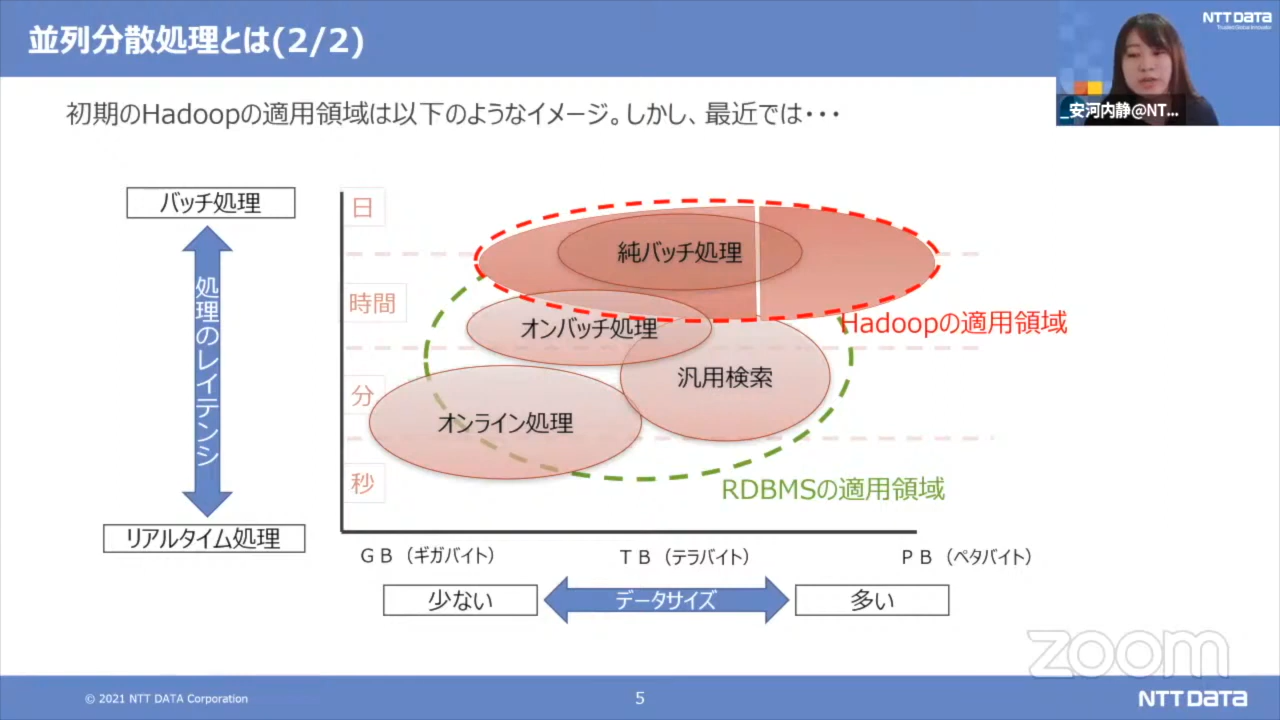 並列分散処理とは(2/2)
NTT DATA
Trusted Global Innovator
_安河内静@NT...
初期のHadoopの適用領域は以下のようなイメージ。しかし、最近では・・・
バッチ処理
処理のレイテンシ
リアルタイム処理
日
時間
分
秒
純バッチ処理
オンバッチ処理
汎用検索
オンライン処理
Hadoopの適用領域
RDBMSの適用領域
GB（ギガバイト）
TB（テラバイト）
PB（ペタバイト）
少ない
データサイズ
多い
zoom
© 2021 NTT DATA Corporation
5
NTT DATA